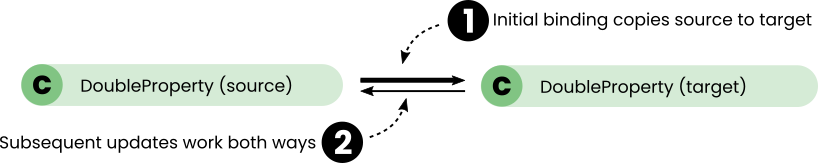 1 Initial binding copies source to target
C DoubleProperty (source)
C DoubleProperty (target)
Subsequent updates work both ways 2